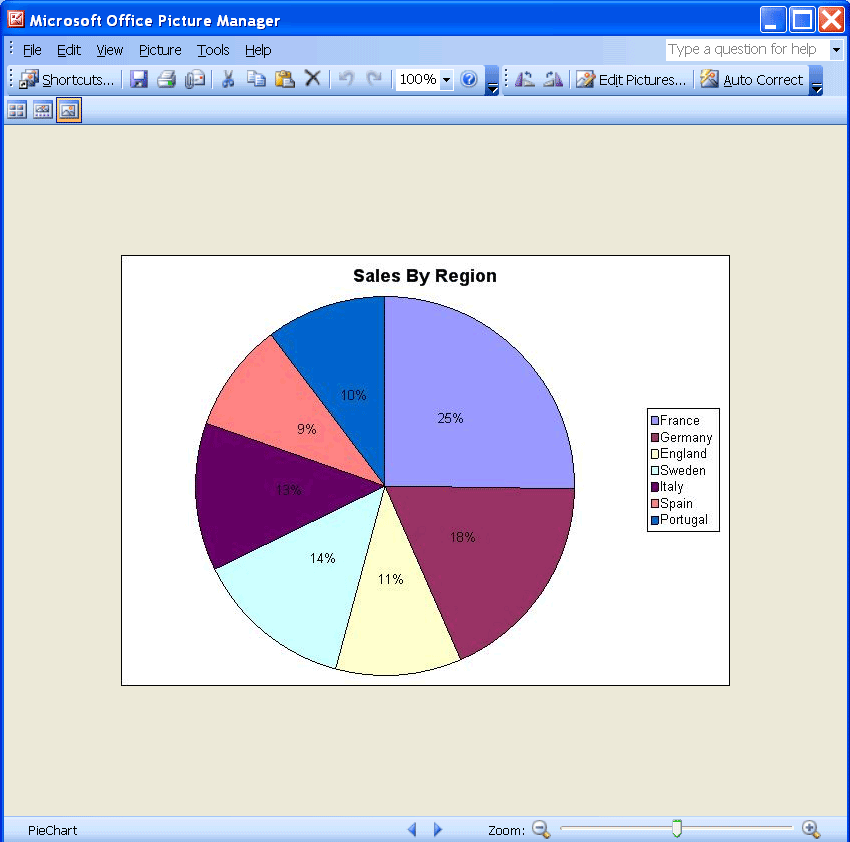 Microsoft Office Picture Manager
File Edit View Picture Tools Help Type a question for help
Shortcuts... 100% Edit Pictures... Auto Correct
Sales By Region
10%
25%
9%
13%
18%
14%
11%
France
Germany
England
Sweden
Italy
Spain
Portugal
PieChart Zoom: